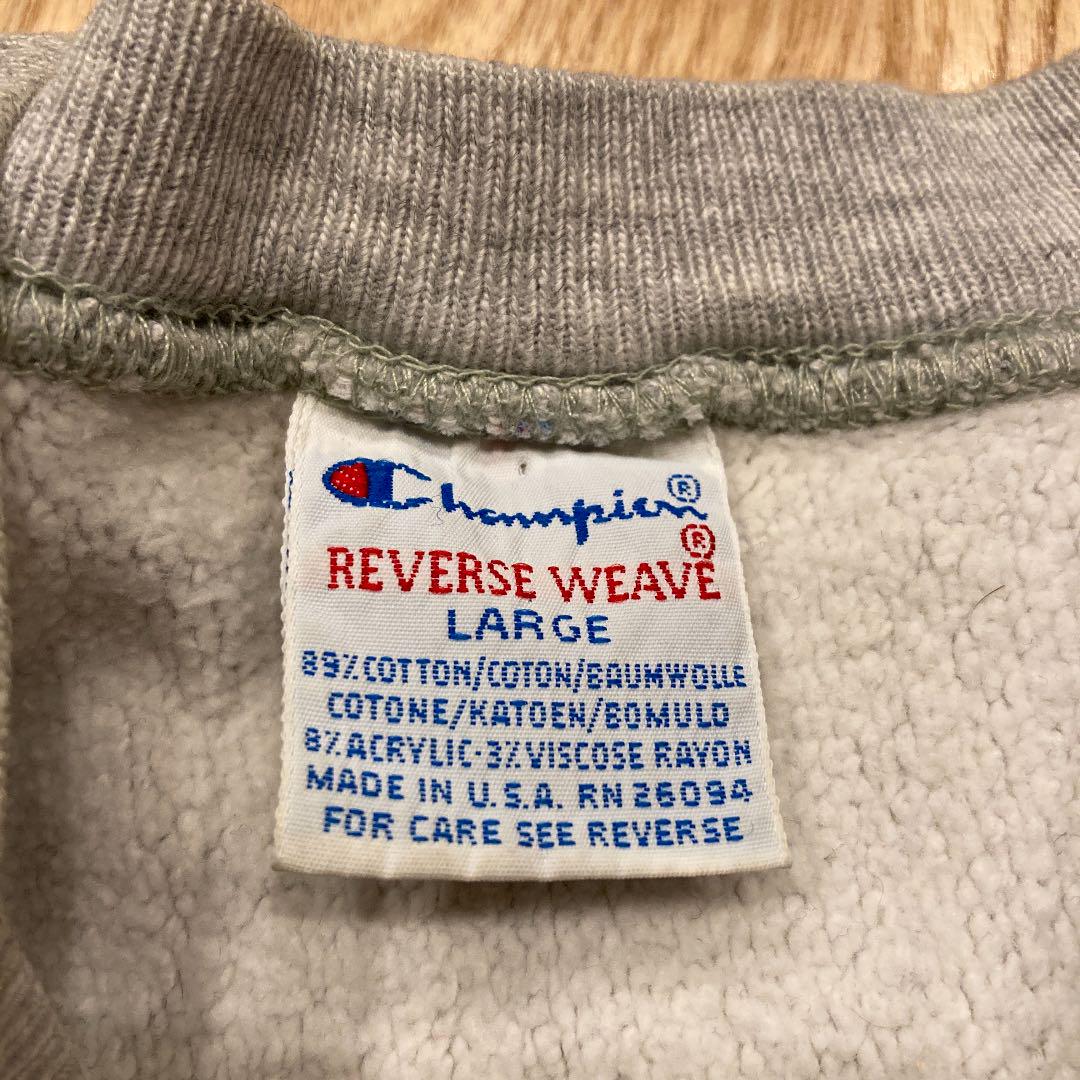 Champion®
REVERSE WEAVE®
LARGE
89% COTTON/COTON/BAUMWOLLE
COTONE/KATOEN/BOMULD
8% ACRYLIC-3% VISCOSE RAYON
MADE IN U.S.A. RN 26094
FOR CARE SEE REVERSE